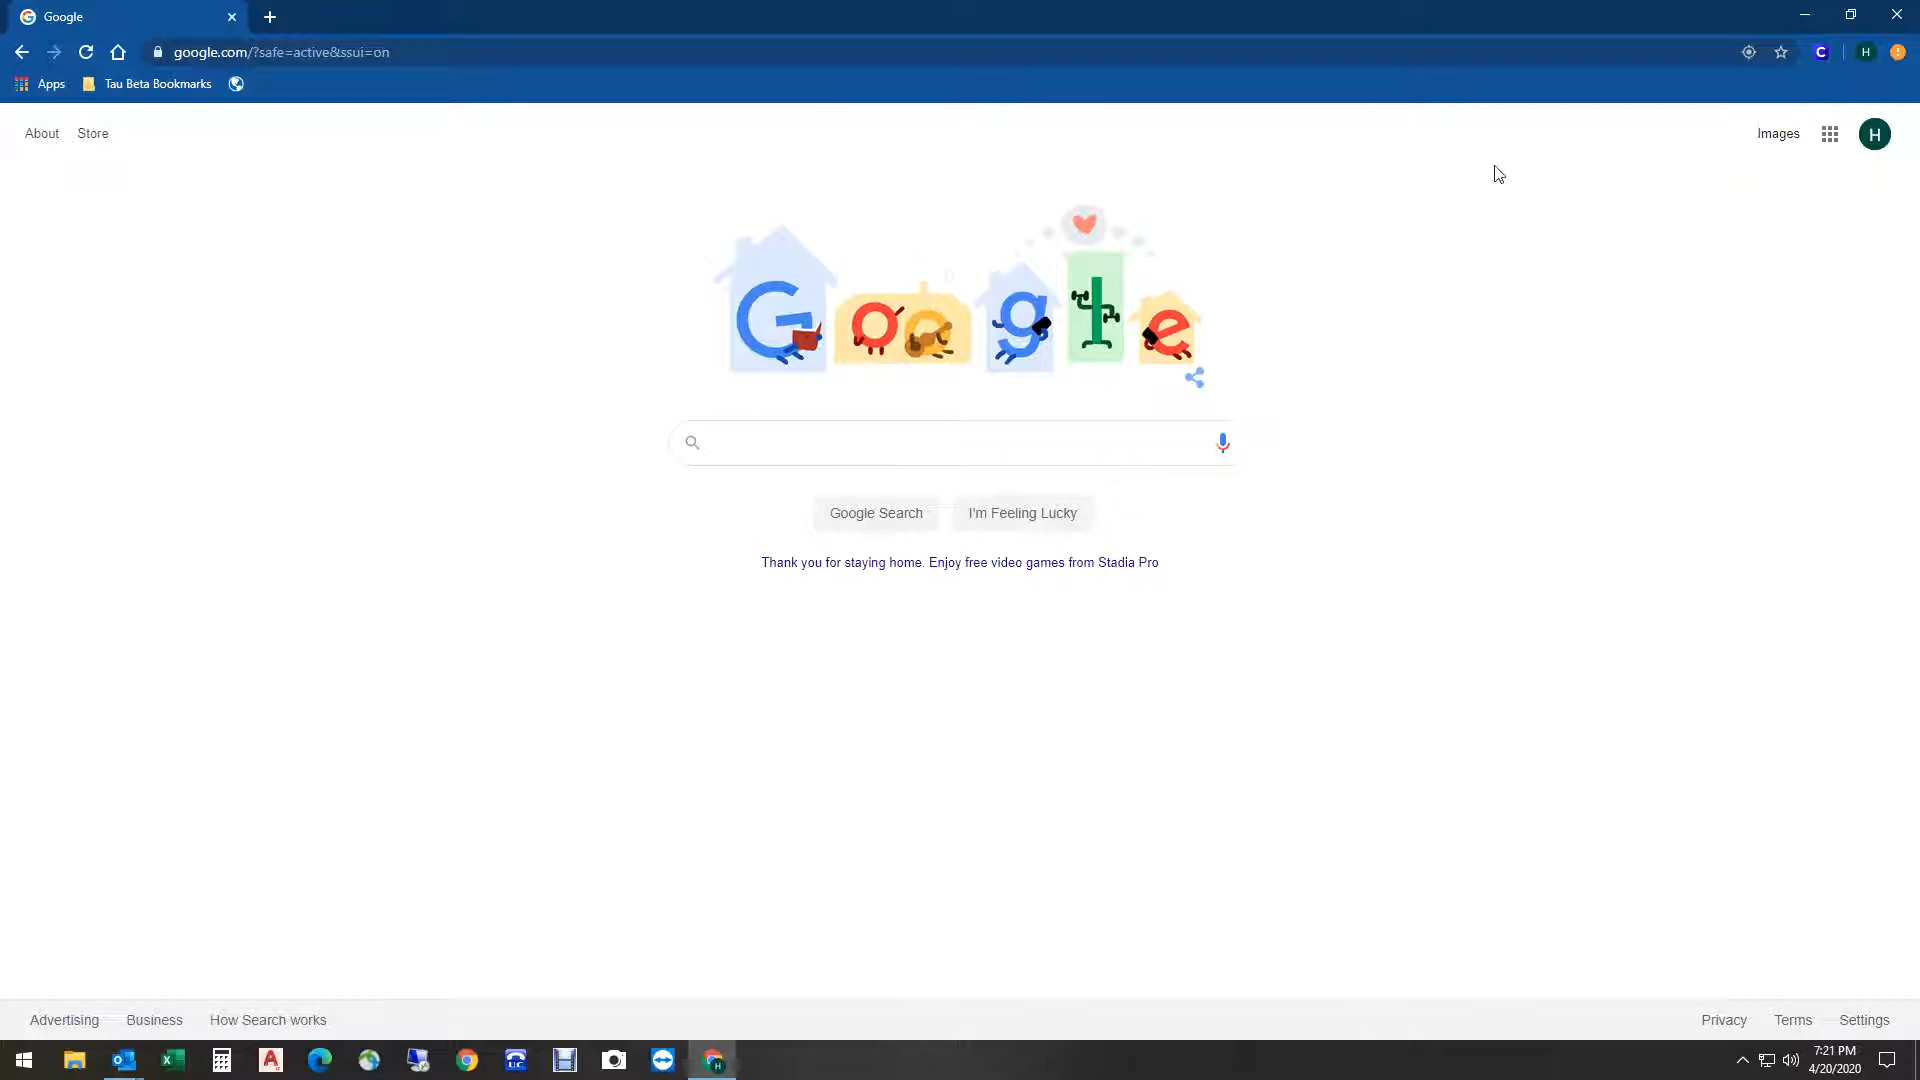 Google
google.com/?safe=active&ssui=on
C
H
Apps
Tau Beta Bookmarks
About
Store
Images
H
Google
Google Search
I'm Feeling Lucky
Thank you for staying home. Enjoy free video games from Stadia Pro
Advertising
Business
How Search works
Privacy
Terms
Settings
UC
H
7:21 PM
4/20/2020